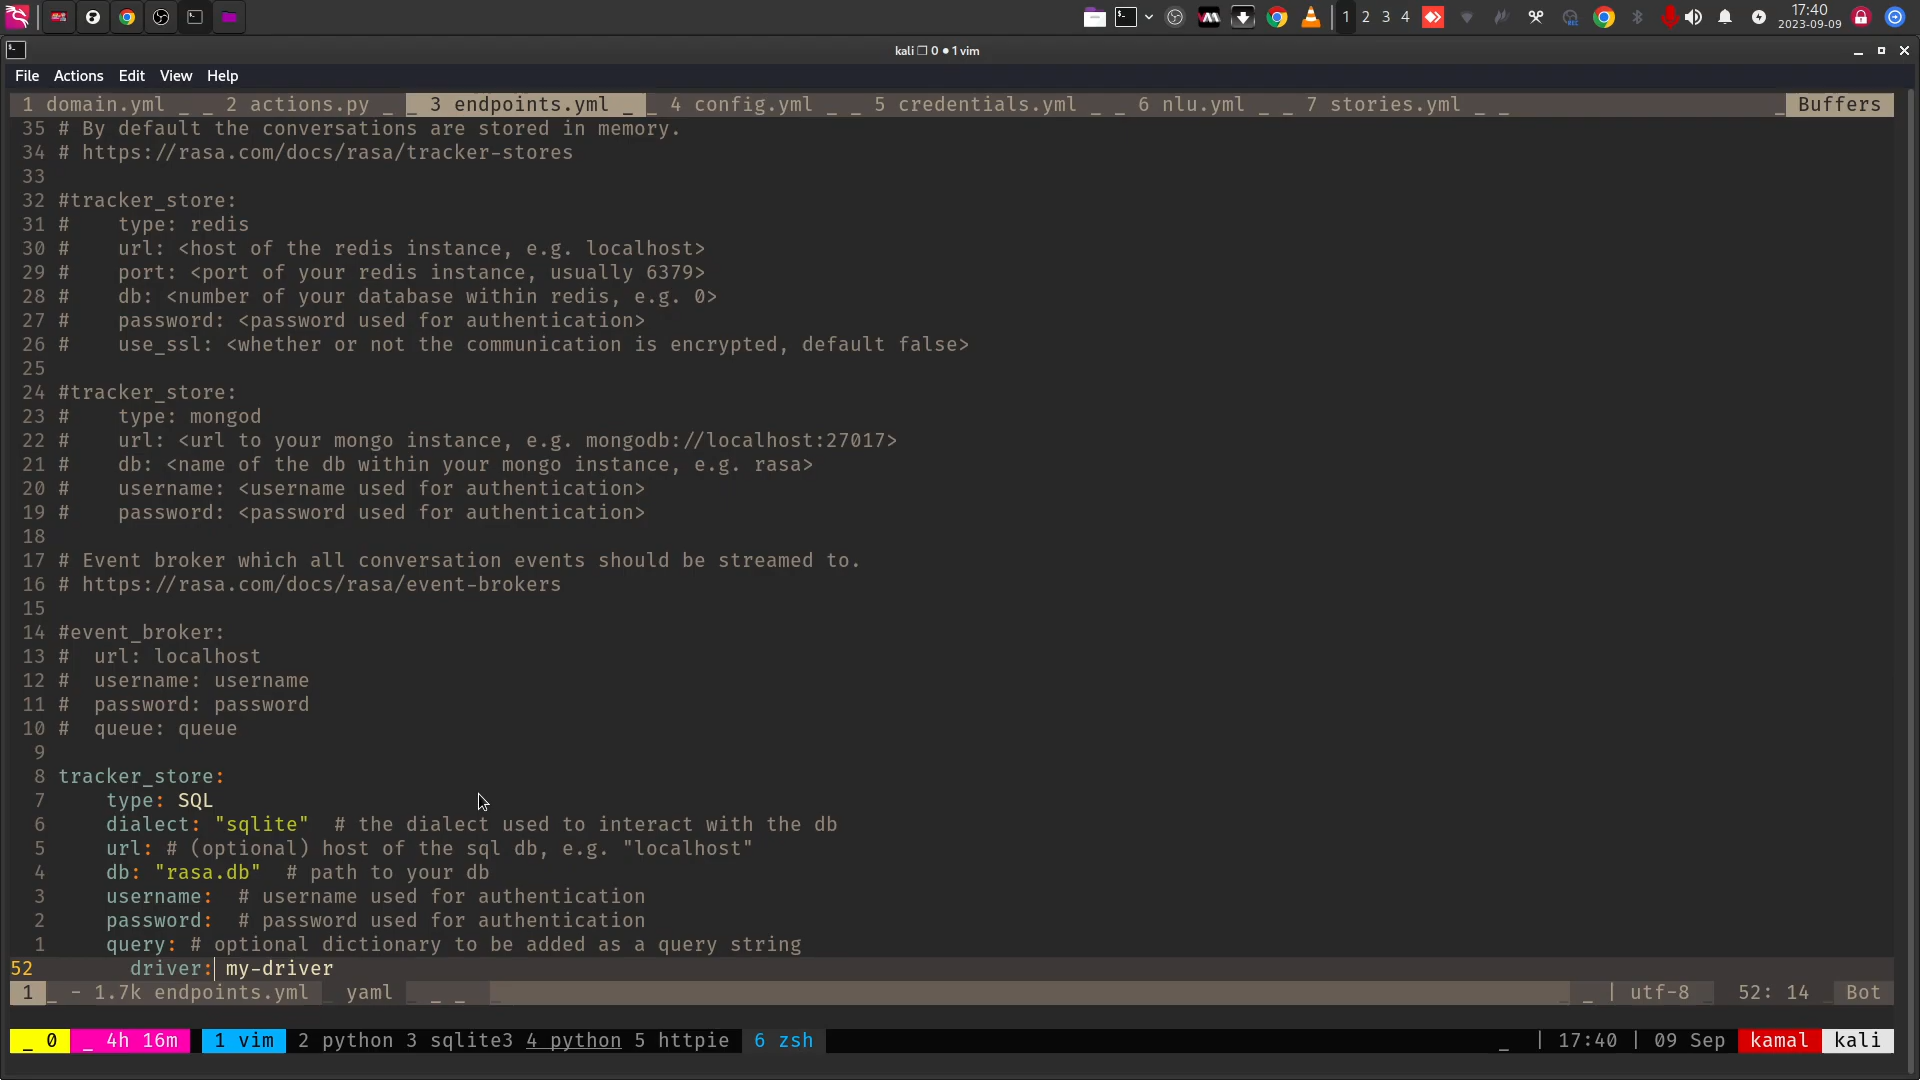 1 2 3 4
17:40
2023-09-09
kali ❐ 0 ● 1 vim
File Actions Edit View Help
1 domain.yml _ _ 2 actions.py _ _ 3 endpoints.yml _ _ 4 config.yml _ _ 5 credentials.yml _ _ 6 nlu.yml _ _ 7 stories.yml _ _ _ Buffers
35 # By default the conversations are stored in memory.
34 # https://rasa.com/docs/rasa/tracker-stores
33
32 #tracker_store:
31 #    type: redis
30 #    url: <host of the redis instance, e.g. localhost>
29 #    port: <port of your redis instance, usually 6379>
28 #    db: <number of your database within redis, e.g. 0>
27 #    password: <password used for authentication>
26 #    use_ssl: <whether or not the communication is encrypted, default false>
25
24 #tracker_store:
23 #    type: mongod
22 #    url: <url to your mongo instance, e.g. mongodb://localhost:27017>
21 #    db: <name of the db within your mongo instance, e.g. rasa>
20 #    username: <username used for authentication>
19 #    password: <password used for authentication>
18
17 # Event broker which all conversation events should be streamed to.
16 # https://rasa.com/docs/rasa/event-brokers
15
14 #event_broker:
13 #  url: localhost
12 #  username: username
11 #  password: password
10 #  queue: queue
9
8 tracker_store:
7     type: SQL
6     dialect: "sqlite"  # the dialect used to interact with the db
5     url: # (optional) host of the sql db, e.g. "localhost"
4     db: "rasa.db"  # path to your db
3     username:  # username used for authentication
2     password:  # password used for authentication
1     query: # optional dictionary to be added as a query string
52       driver: my-driver
1 _ - 1.7k endpoints.yml _ yaml _ _ _ _ _ _ | utf-8 _ 52: 14 _ Bot
_ 0 _ 4h 16m 1 vim 2 python 3 sqlite3 4 python 5 httpie 6 zsh _ | 17:40 | 09 Sep kamal kali